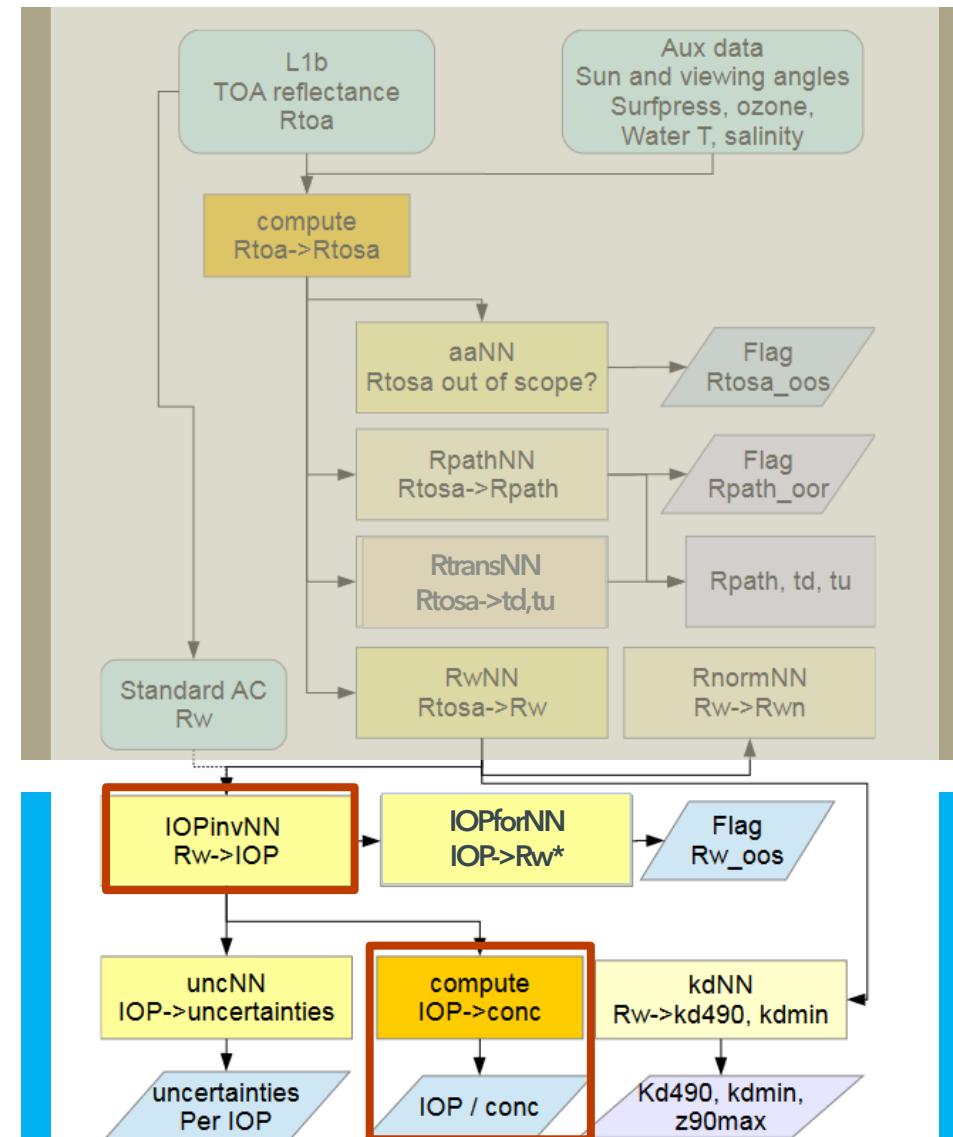 L1b
TOA reflectance
Rtoa
Aux data
Sun and viewing angles
Surfpress, ozone,
Water T, salinity
compute
Rtoa->Rtosa
aaNN
Rtosa out of scope?
Flag
Rtosa_oos
RpathNN
Rtosa->Rpath
Flag
Rpath_oor
RtransNN
Rtosa->td,tu
Rpath, td, tu
Standard AC
Rw
RwNN
Rtosa->Rw
RnormNN
Rw->Rwn
IOPinvNN
Rw->IOP
IOPforNN
IOP->Rw*
Flag
Rw_oos
uncNN
IOP->uncertainties
compute
IOP->conc
kdNN
Rw->kd490, kdmin
uncertainties
Per IOP
IOP / conc
Kd490, kdmin,
z90max